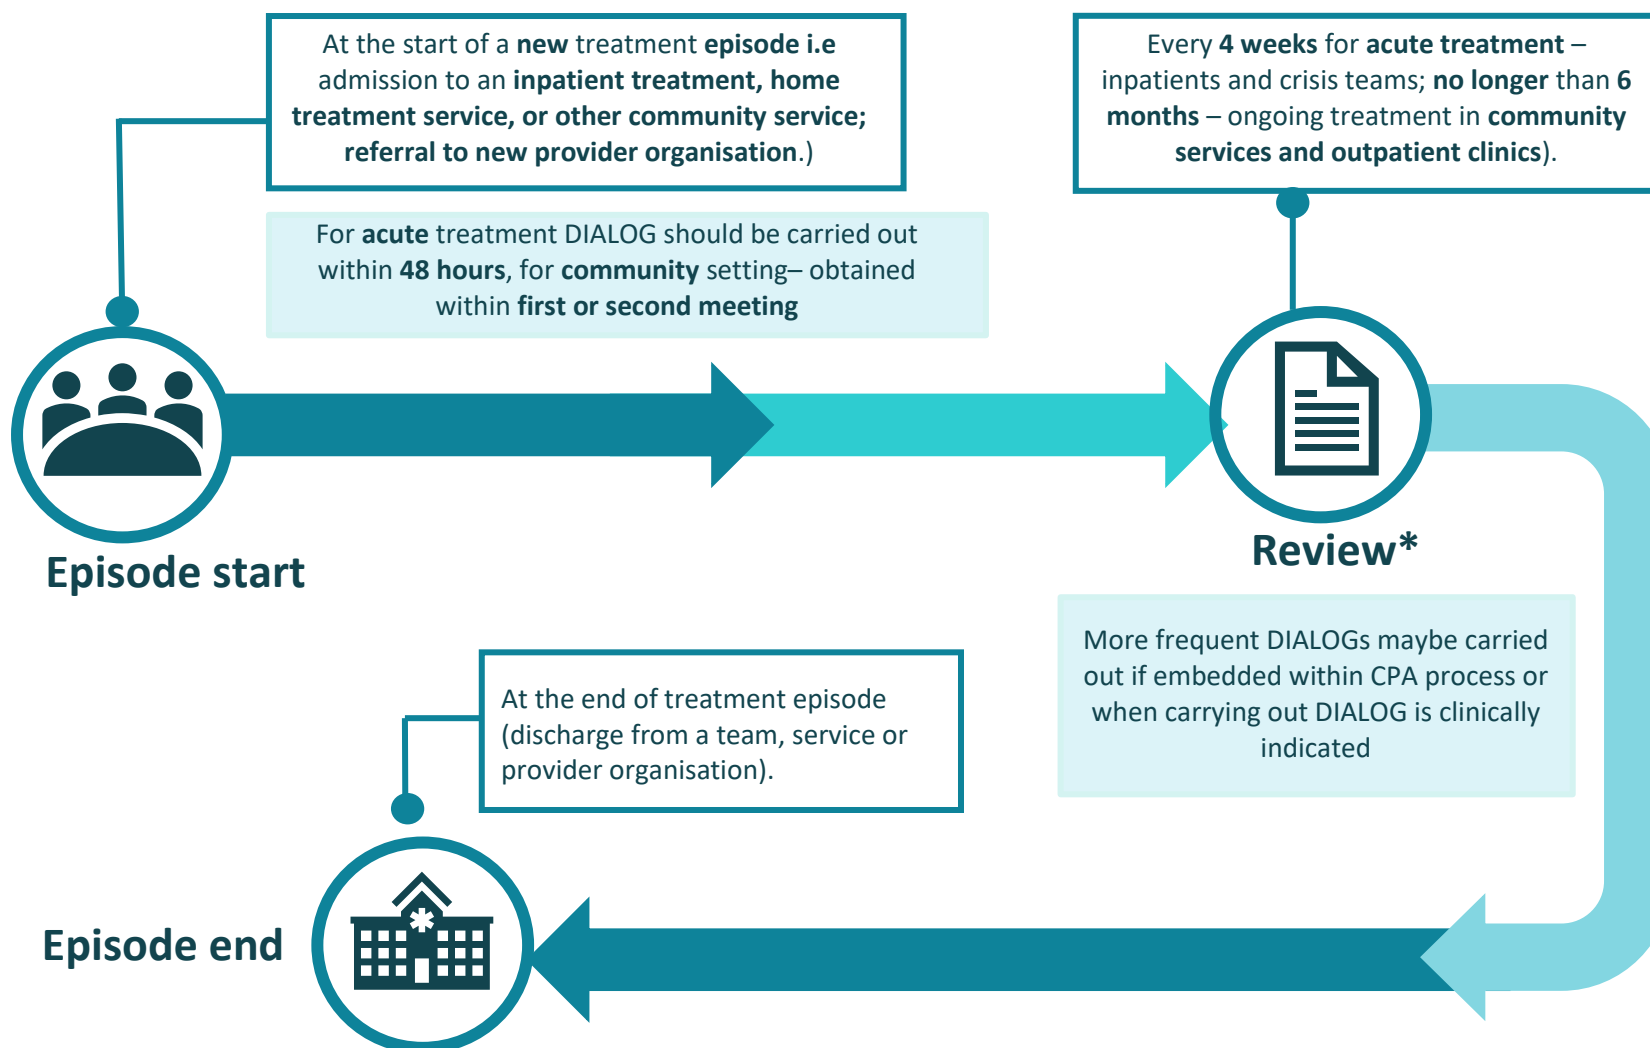 At the start of a new treatment episode i.e
admission to an inpatient treatment, home
treatment service, or other community service;
referral to new provider organisation.)
For acute treatment DIALOG should be carried out
within 48 hours, for community setting– obtained
within first or second meeting
Episode start
Every 4 weeks for acute treatment –
inpatients and crisis teams; no longer than 6
months – ongoing treatment in community
services and outpatient clinics).
Review*
More frequent DIALOGs maybe carried
out if embedded within CPA process or
when carrying out DIALOG is clinically
indicated
At the end of treatment episode
(discharge from a team, service or
provider organisation).
Episode end